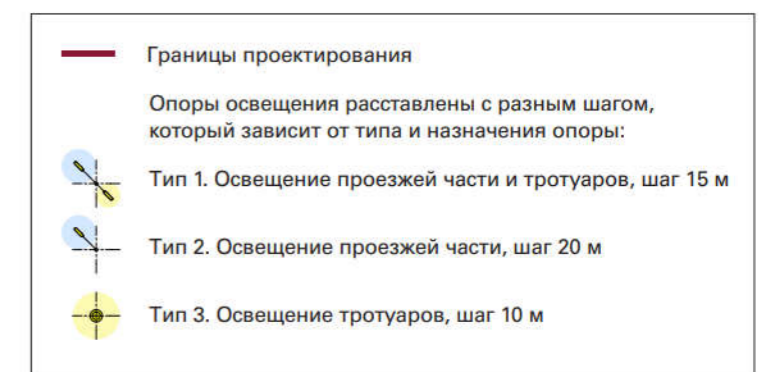 Границы проектирования
Опоры освещения расставлены с разным шагом,
который зависит от типа и назначения опоры:
Тип 1. Освещение проезжей части и тротуаров, шаг 15 м
Тип 2. Освещение проезжей части, шаг 20 м
Тип 3. Освещение тротуаров, шаг 10 м